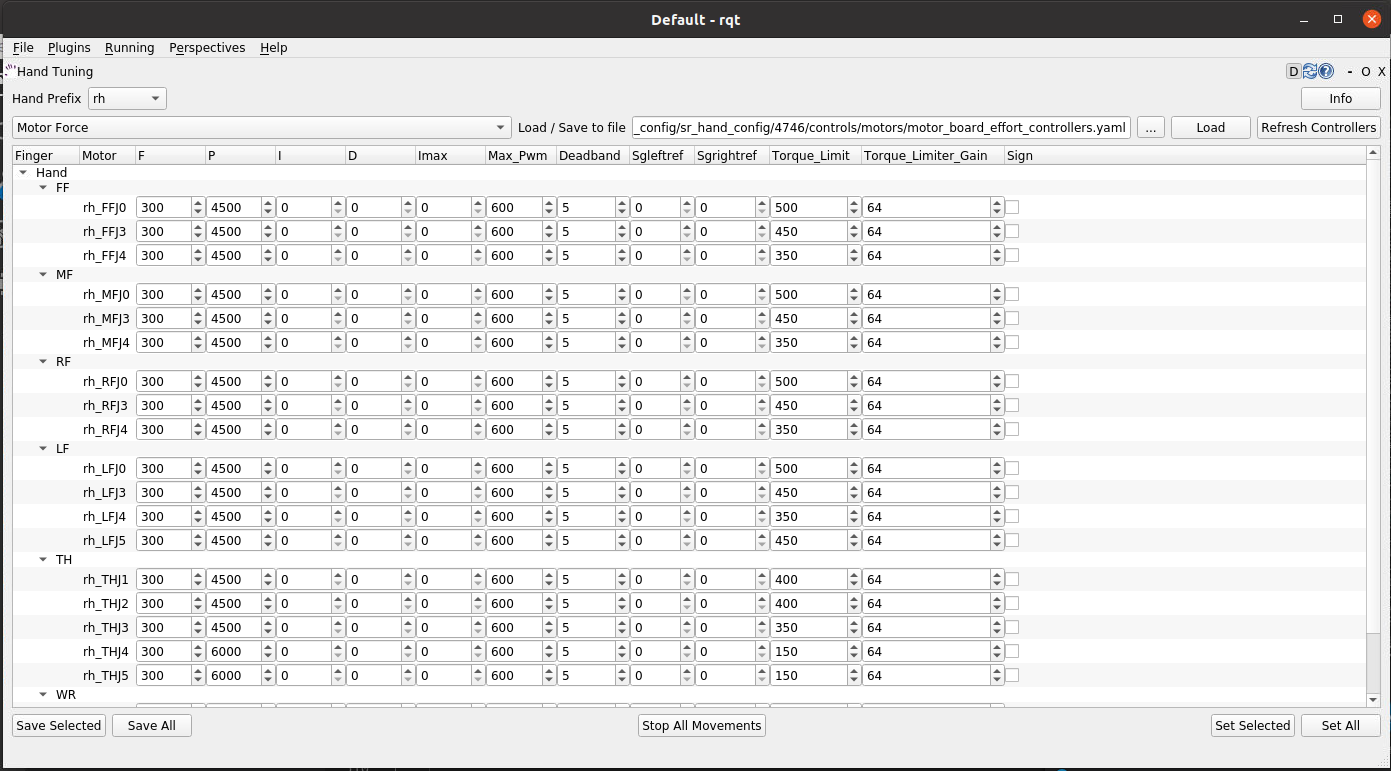 Default - rqt
File Plugins Running Perspectives Help
Hand Tuning D ? - O X
Hand Prefix rh Info
Motor Force Load / Save to file _config/sr_hand_config/4746/controls/motors/motor_board_effort_controllers.yaml ... Load Refresh Controllers
Finger Motor F P I D Imax Max_Pwm Deadband Sgleftref Sgrightref Torque_Limit Torque_Limiter_Gain Sign
Hand
FF
rh_FFJ0 300 4500 0 0 0 600 5 0 0 500 64
rh_FFJ3 300 4500 0 0 0 600 5 0 0 450 64
rh_FFJ4 300 4500 0 0 0 600 5 0 0 350 64
MF
rh_MFJ0 300 4500 0 0 0 600 5 0 0 500 64
rh_MFJ3 300 4500 0 0 0 600 5 0 0 450 64
rh_MFJ4 300 4500 0 0 0 600 5 0 0 350 64
RF
rh_RFJ0 300 4500 0 0 0 600 5 0 0 500 64
rh_RFJ3 300 4500 0 0 0 600 5 0 0 450 64
rh_RFJ4 300 4500 0 0 0 600 5 0 0 350 64
LF
rh_LFJ0 300 4500 0 0 0 600 5 0 0 500 64
rh_LFJ3 300 4500 0 0 0 600 5 0 0 450 64
rh_LFJ4 300 4500 0 0 0 600 5 0 0 350 64
rh_LFJ5 300 4500 0 0 0 600 5 0 0 450 64
TH
rh_THJ1 300 4500 0 0 0 600 5 0 0 400 64
rh_THJ2 300 4500 0 0 0 600 5 0 0 400 64
rh_THJ3 300 4500 0 0 0 600 5 0 0 350 64
rh_THJ4 300 6000 0 0 0 600 5 0 0 150 64
rh_THJ5 300 6000 0 0 0 600 5 0 0 150 64
WR
Save Selected Save All Stop All Movements Set Selected Set All